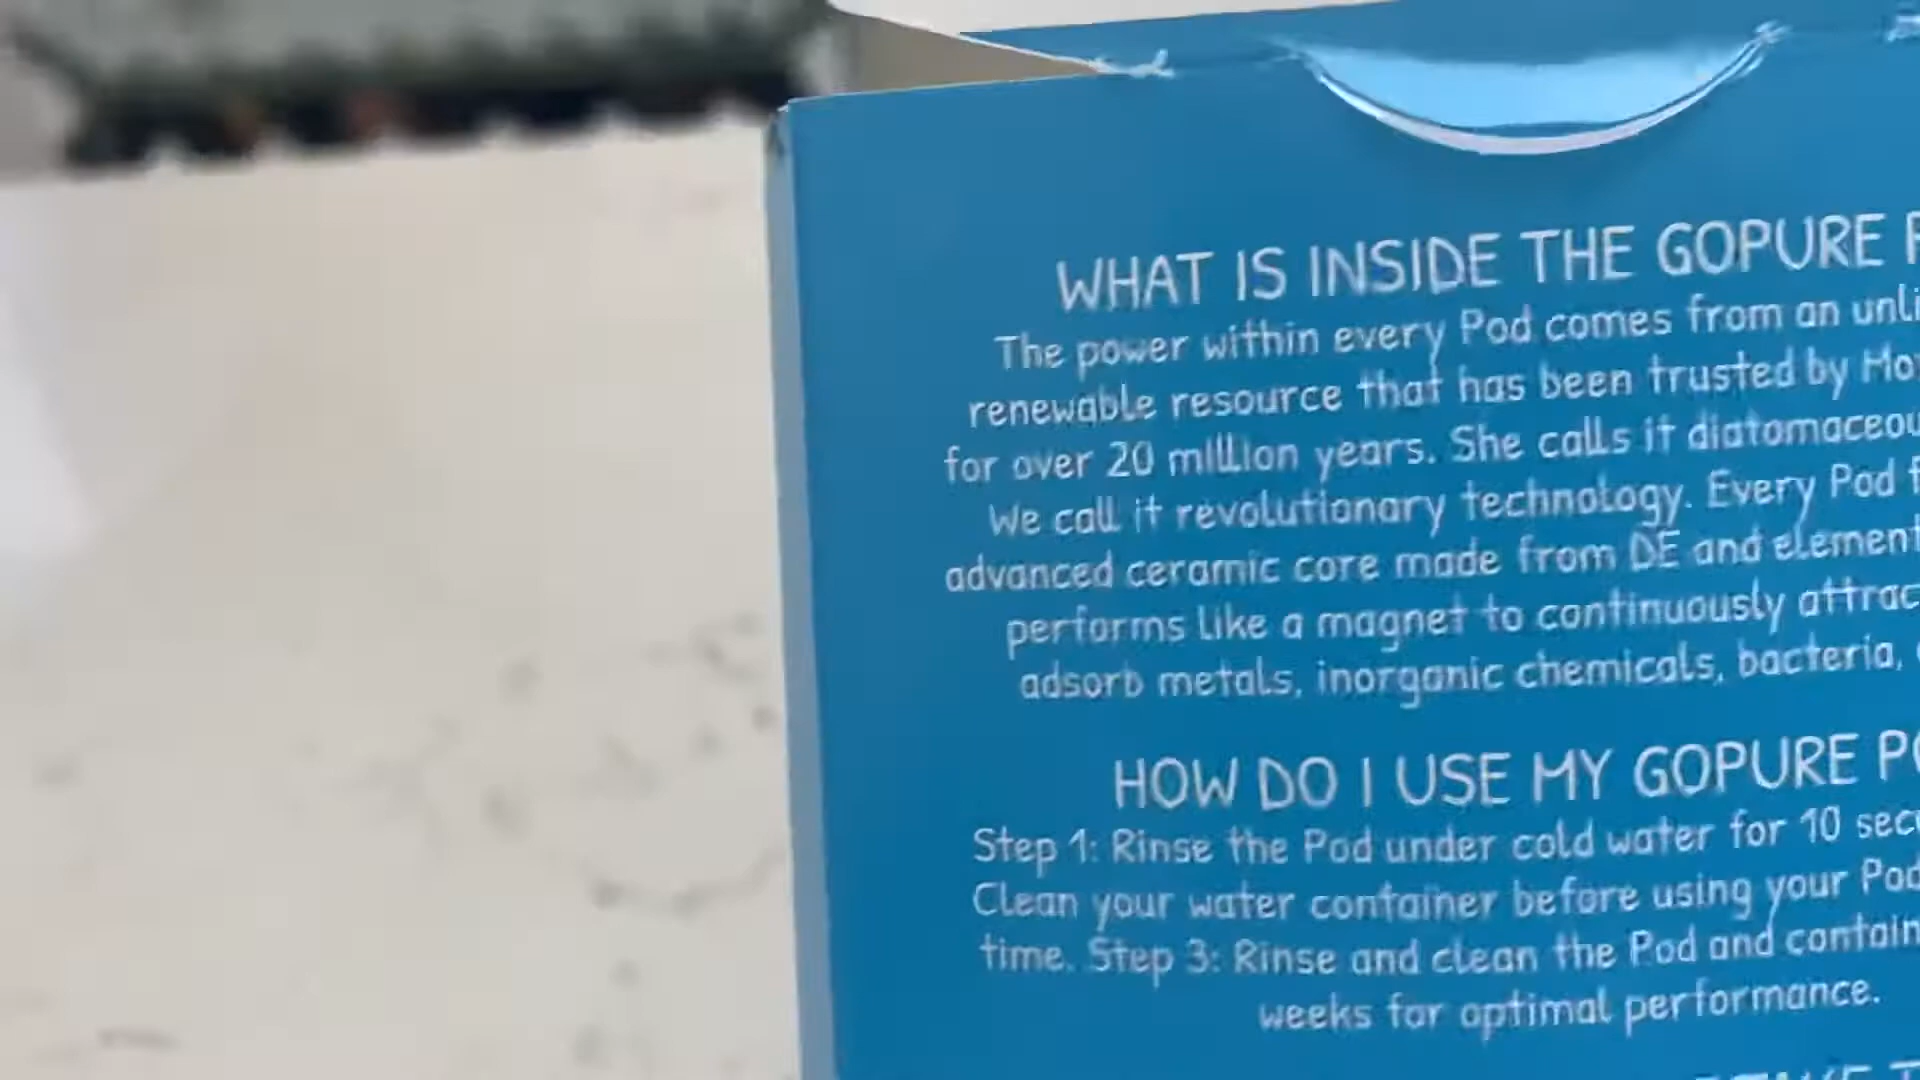 WHAT IS INSIDE THE GOPURE
The power within every Pod comes from an
renewable resource that has been trusted by
for over 20 million years. She calls it
We call it revolutionary technology. Every Pod
advanced ceramic core made from DE and
performs like a magnet to continuously
adsorb metals, inorganic chemicals, bacteria,
HOW DO I USE MY GOPURE
Step 1: Rinse the Pod under cold water for 10
Clean your water container before using your Pod
time. Step 3: Rinse and clean the Pod and
weeks for optimal performance.